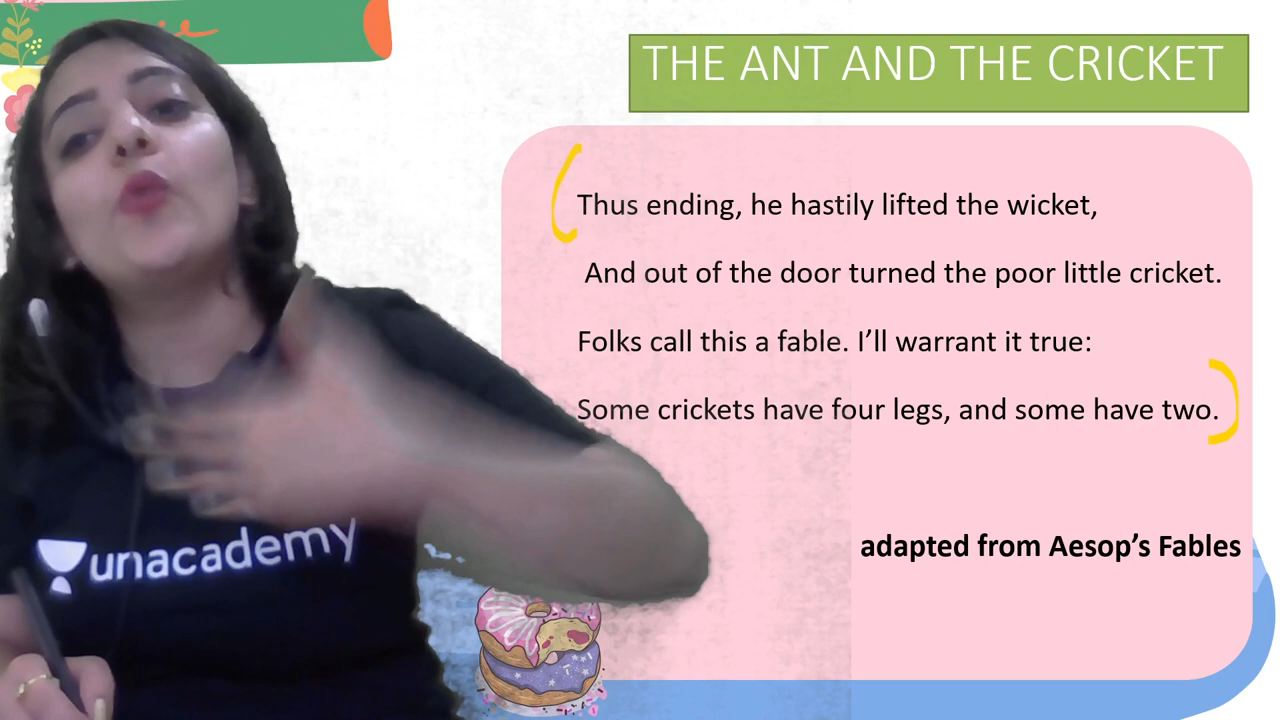 THE ANT AND THE CRICKET
Thus ending, he hastily lifted the wicket,
And out of the door turned the poor little cricket.
Folks call this a fable. I’ll warrant it true:
Some crickets have four legs, and some have two.
adapted from Aesop’s Fables
unacademy